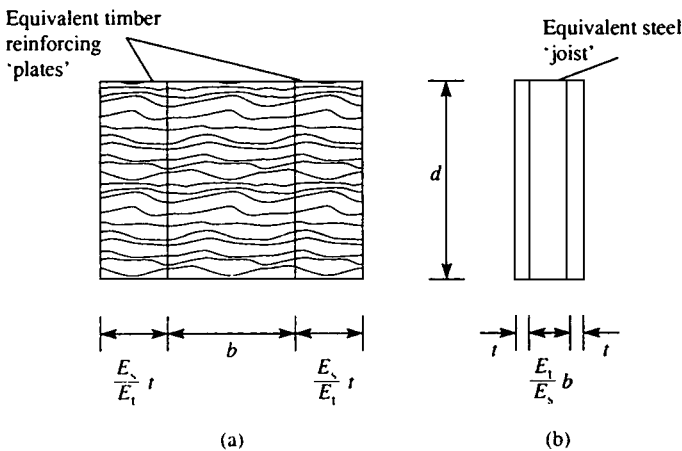 Equivalent timber
reinforcing
'plates'
Equivalent steel
'joist'
d
b
E_s/E_t t
E_s/E_t t
t
E_t/E_s b
t
(a)
(b)